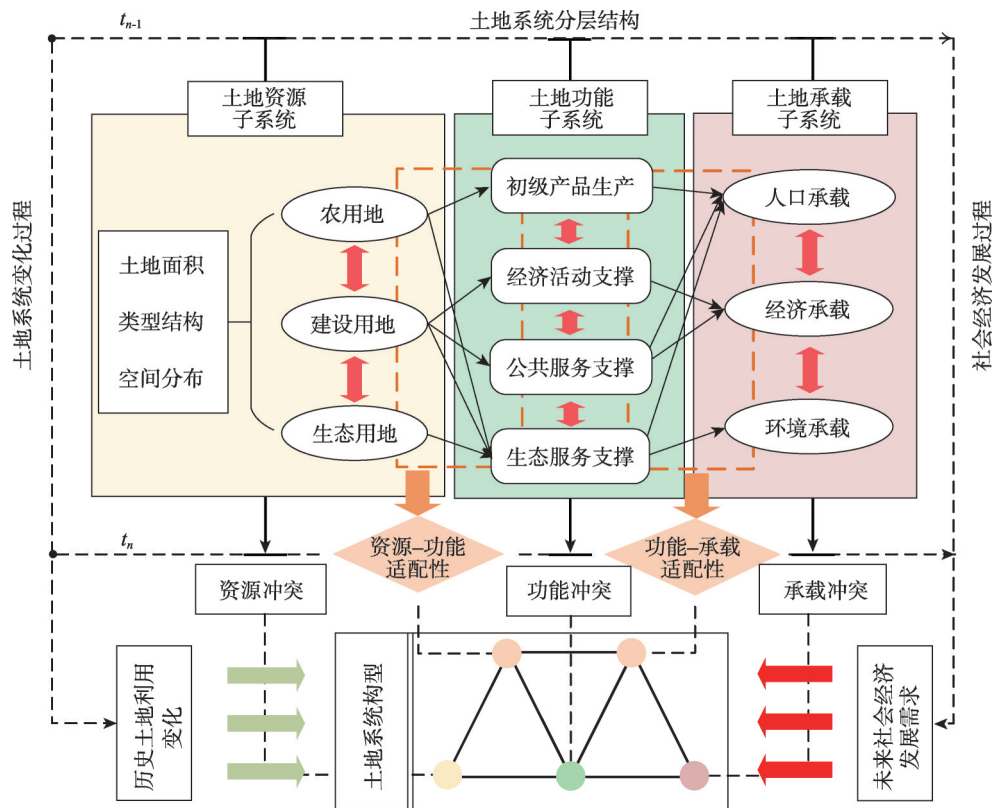 t_{n-1}
土地系统分层结构
土地资源
子系统
土地功能
子系统
土地承载
子系统
土地系统变化过程
土地面积
类型结构
空间分布
农用地
建设用地
生态用地
初级产品生产
经济活动支撑
公共服务支撑
生态服务支撑
人口承载
经济承载
环境承载
社会经济发展过程
t_n
资源–功能
适配性
功能–承载
适配性
资源冲突
功能冲突
承载冲突
历史土地利用
变化
土地系统构型
未来社会经济
发展需求